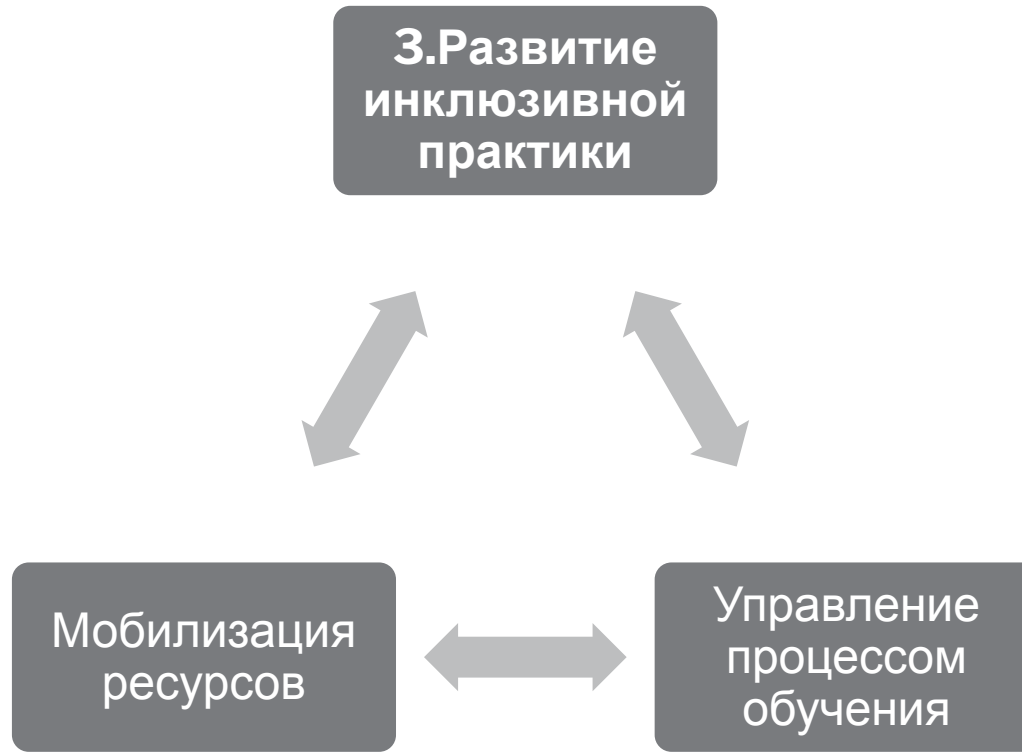 3.Развитие
инклюзивной
практики
Мобилизация
ресурсов
Управление
процессом
обучения